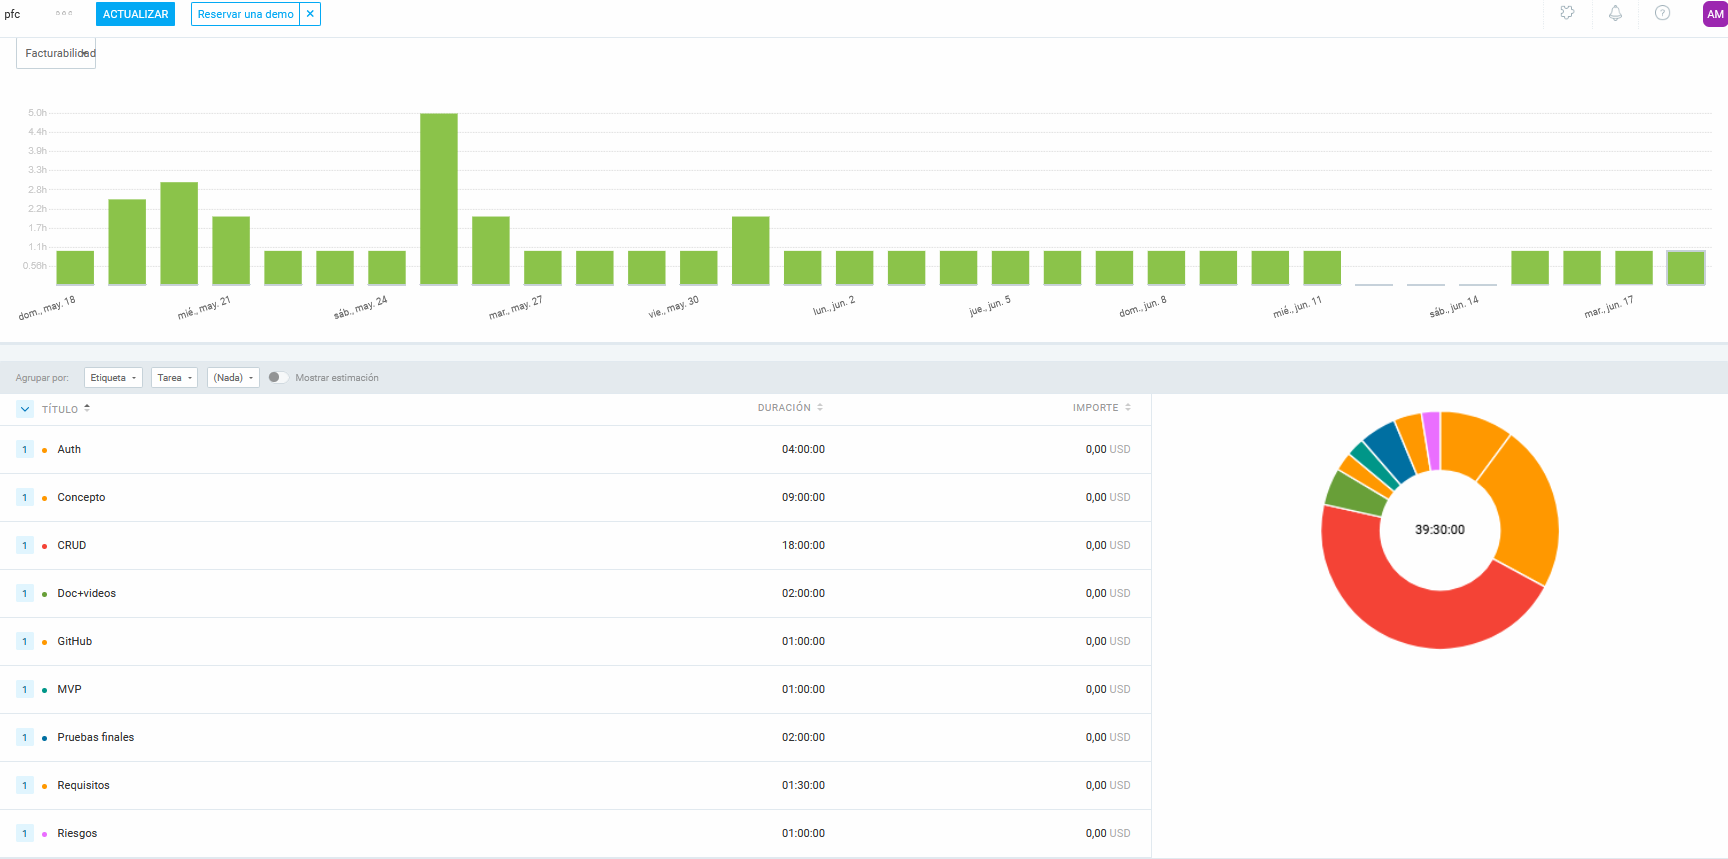 pfc ACTUALIZAR Reservar una demo AM
Facturabilidad
5.0h
4.4h
3.9h
3.3h
2.8h
2.2h
1.7h
1.1h
0.56h
dom., may. 18 mié., may. 21 sáb., may. 24 mar., may. 27 vie., may. 30 lun., jun. 2 jue., jun. 5 dom., jun. 8 mié., jun. 11 sáb., jun. 14 mar., jun. 17
Agrupar por: Etiqueta Tarea (Nada) Mostrar estimación
TÍTULO DURACIÓN IMPORTE
1 Auth 04:00:00 0,00 USD
1 Concepto 09:00:00 0,00 USD
1 CRUD 18:00:00 0,00 USD
1 Doc+videos 02:00:00 0,00 USD
1 GitHub 01:00:00 0,00 USD
1 MVP 01:00:00 0,00 USD
1 Pruebas finales 02:00:00 0,00 USD
1 Requisitos 01:30:00 0,00 USD
1 Riesgos 01:00:00 0,00 USD
39:30:00